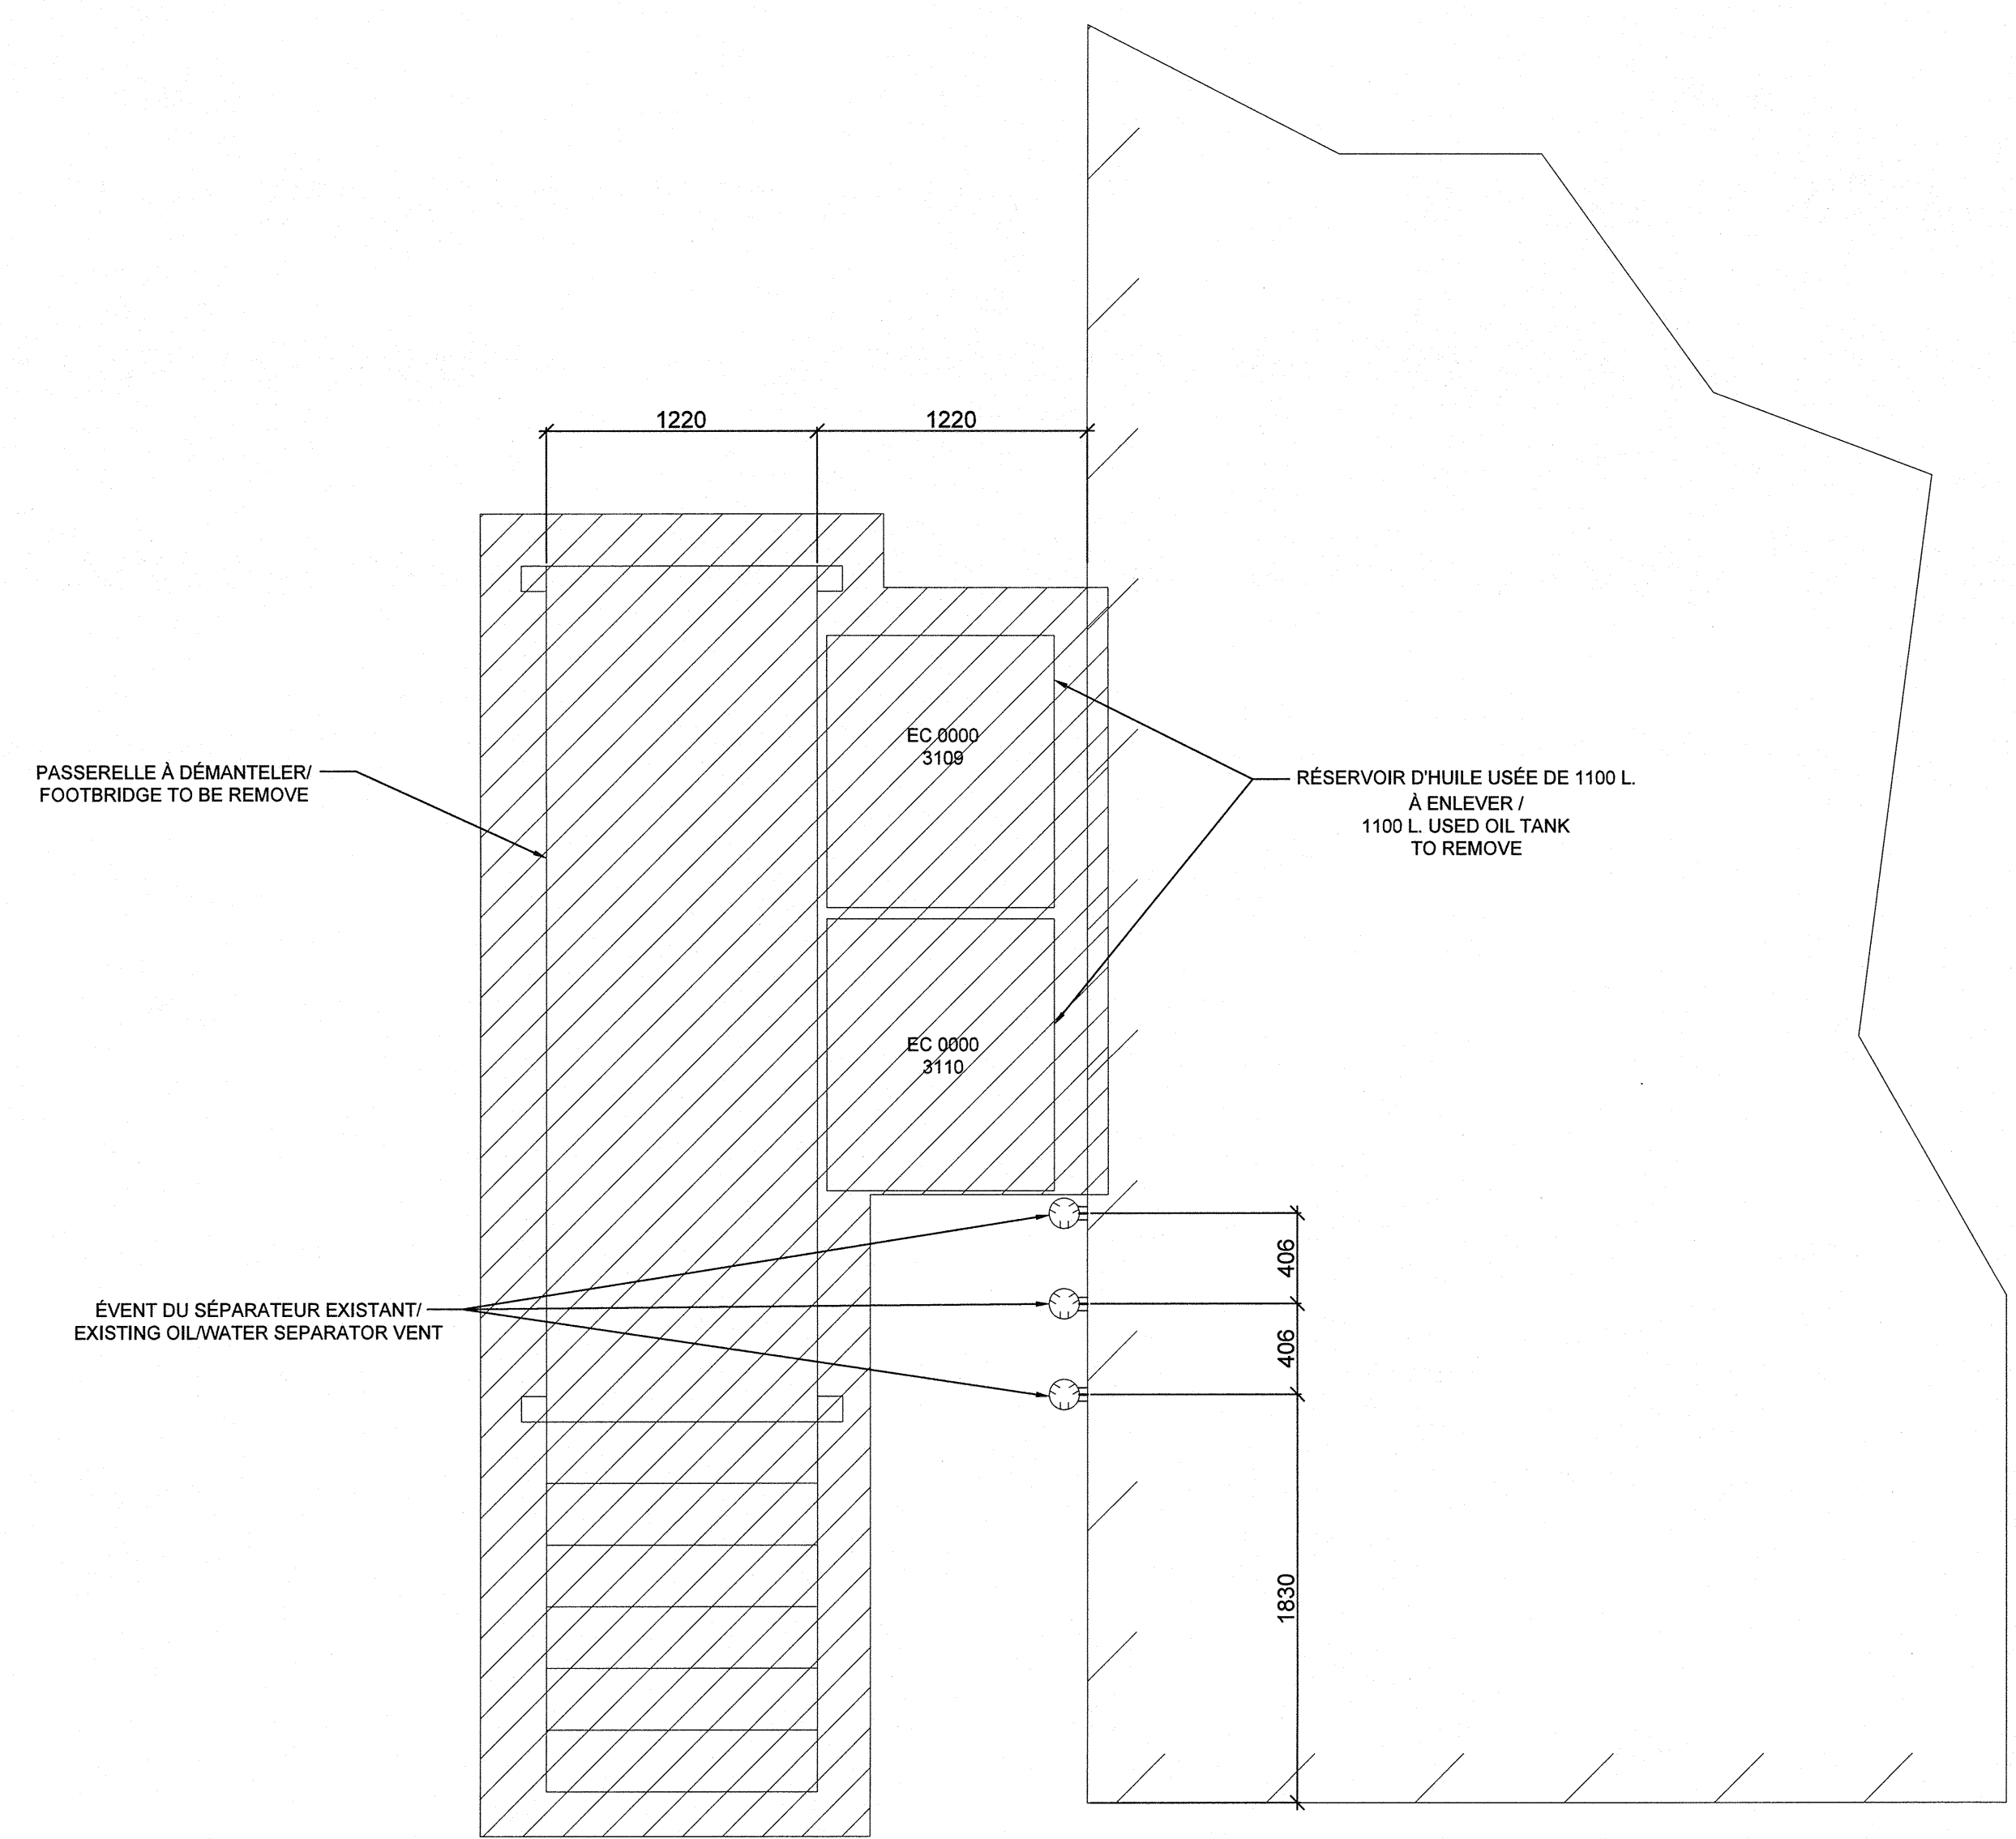 1220
1220
EC 0000
3109
PASSERELLE À DÉMANTELER/
FOOTBRIDGE TO BE REMOVE
RÉSERVOIR D'HUILE USÉE DE 1100 L.
À ENLEVER /
1100 L. USED OIL TANK
TO REMOVE
EC 0000
3110
406
ÉVENT DU SÉPARATEUR EXISTANT/
EXISTING OIL/WATER SEPARATOR VENT
406
1830